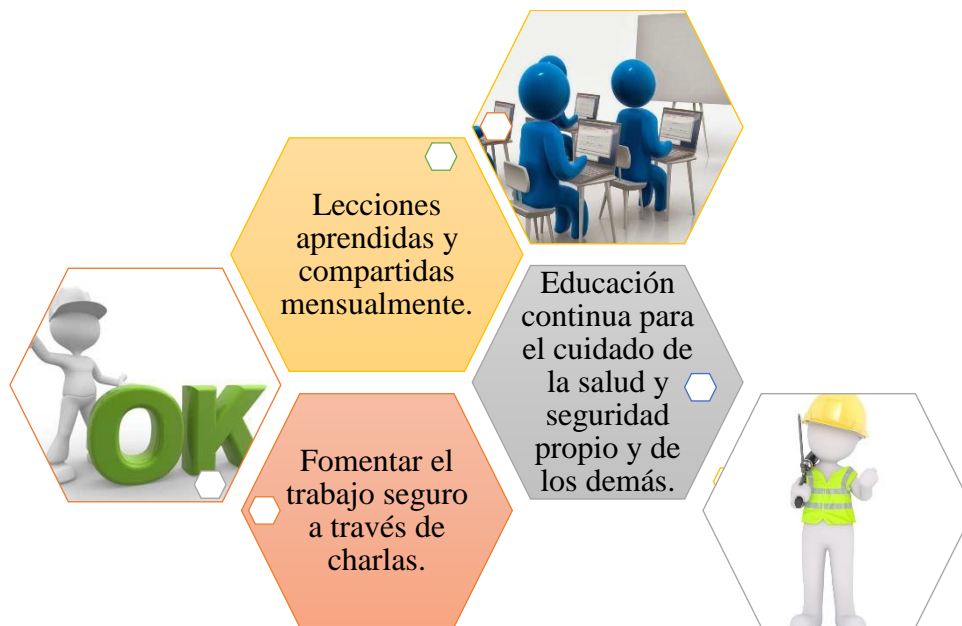 Lecciones
aprendidas y
compartidas
mensualmente.
Educación
continua para
el cuidado de
la salud y
seguridad
propio y de
los demás.
OK
Fomentar el
trabajo seguro
a través de
charlas.